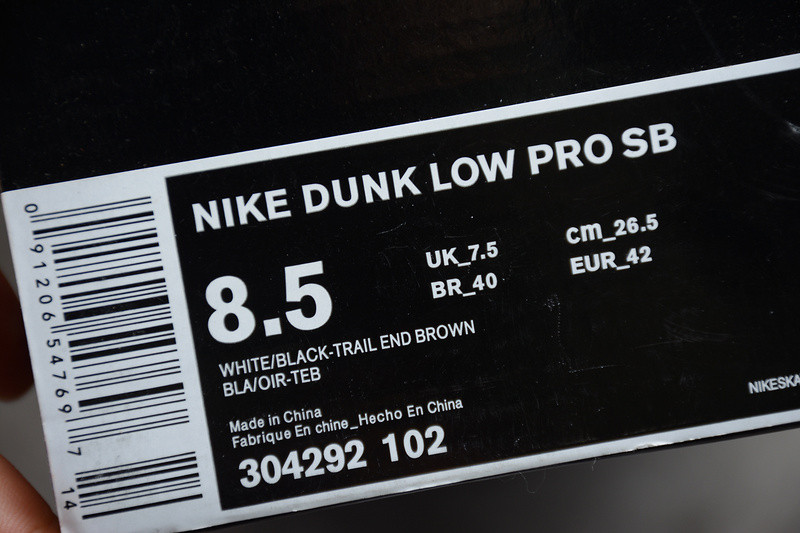 NIKE DUNK LOW PRO SB
8.5
UK_7.5
cm_26.5
BR_40
EUR_42
WHITE/BLACK-TRAIL END BROWN
BLA/OIR-TEB
Made in China
Fabrique En chine_Hecho En China
304292 102
NIKESKA
0 91206 54769 7 14